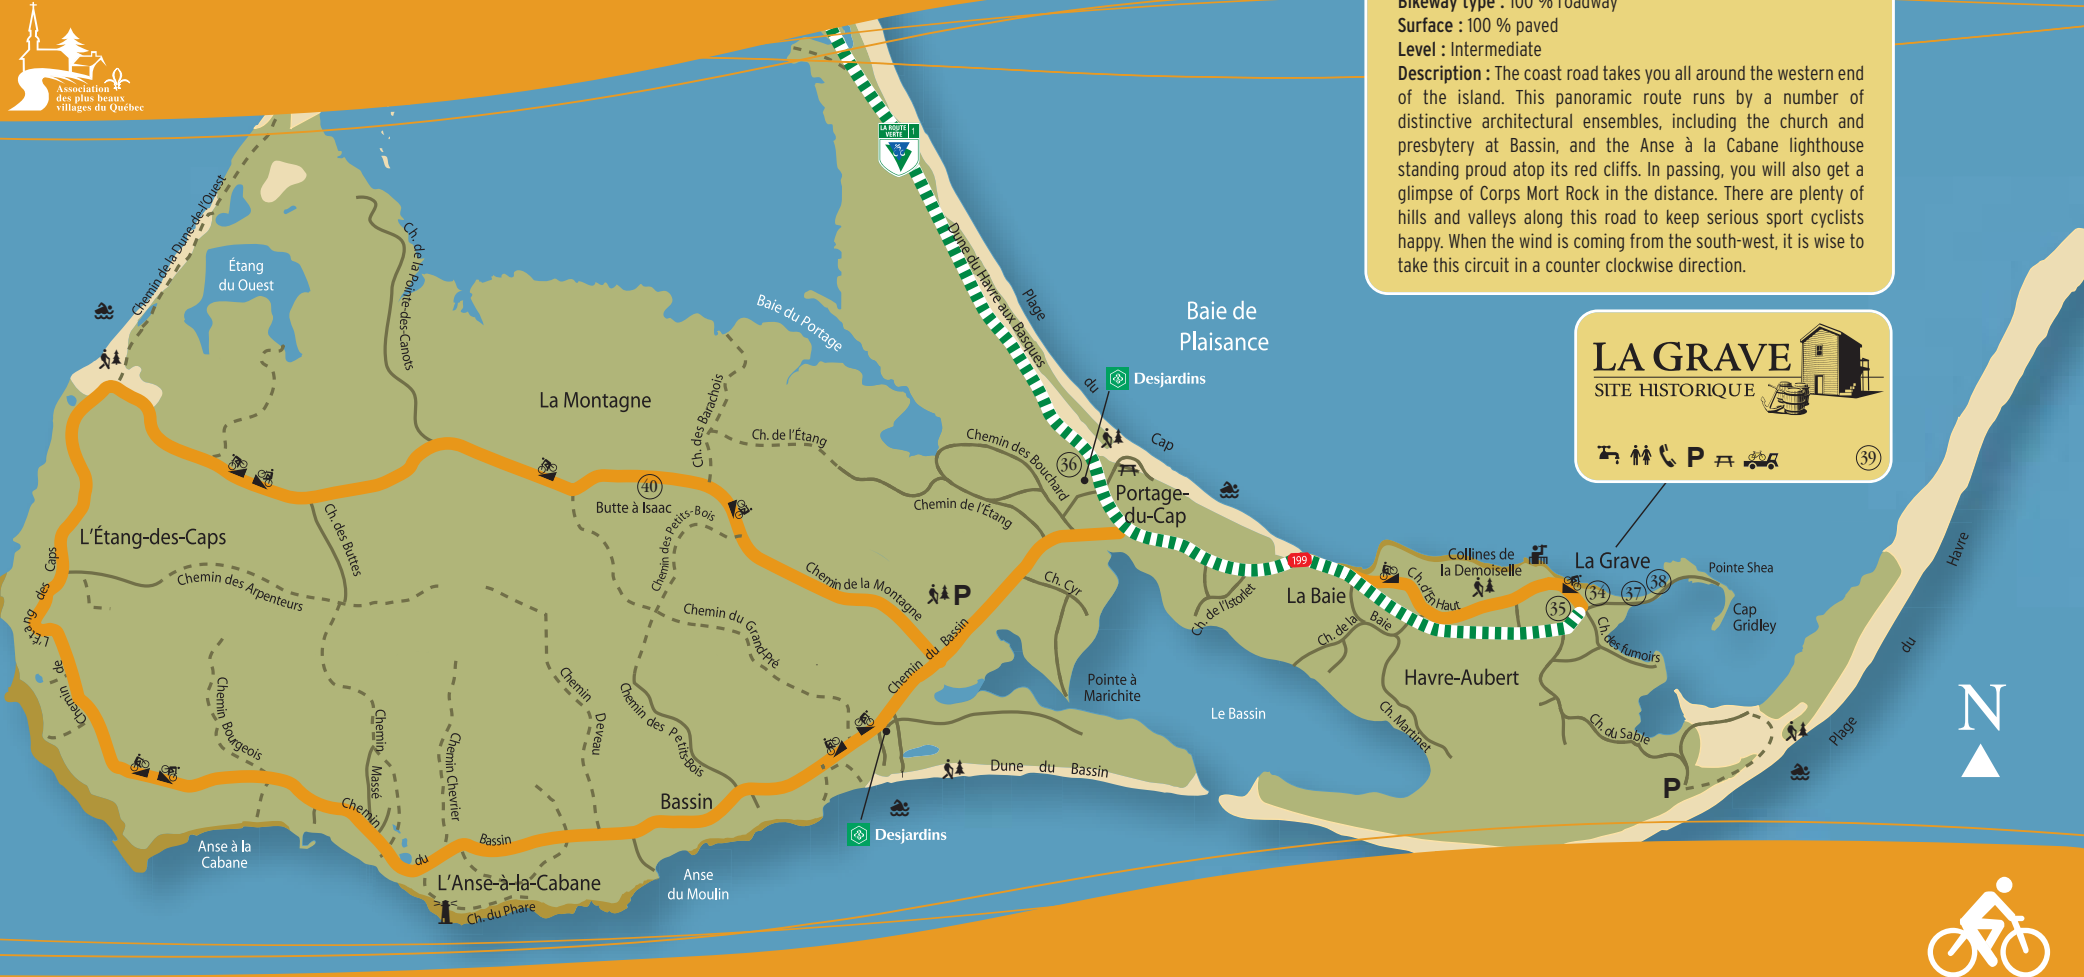 Association
des plus beaux
villages du Québec
Bikeway type : 100 % roadway
Surface : 100 % paved
Level : Intermediate
Description : The coast road takes you all around the western end
of the island. This panoramic route runs by a number of
distinctive architectural ensembles, including the church and
presbytery at Bassin, and the Anse à la Cabane lighthouse
standing proud atop its red cliffs. In passing, you will also get a
glimpse of Corps Mort Rock in the distance. There are plenty of
hills and valleys along this road to keep serious sport cyclists
happy. When the wind is coming from the south-west, it is wise to
take this circuit in a counter clockwise direction.
LA GRAVE
SITE HISTORIQUE
P
39
LA ROUTE
VERTE
1
Chemin de-la-Dune-de-l'Ouest
Étang
du Ouest
Ch. de la Pointe-des-Canots
Baie du Portage
Dune du Havre aux Basques
Plage
du
Cap
Baie de
Plaisance
Desjardins
La Montagne
Ch. des Barachois
Ch. de l'Étang
Chemin des Bouchard
36
Chemin de l'Étang
Portage-
du-Cap
40
Butte à Isaac
Chemin des Petits-Bois
L'Étang-des-Caps
Ch. des Buttes
Chemin des Arpenteurs
Chemin de la Montagne
Chemin du Grand-Pré
P
Ch. Cyr
Chemin du Bassin
Ch. de l'Istorlet
199
La Baie
Ch. de la
Baie
Ch. d'En Haut
Collines de
la Demoiselle
La Grave
34
35
37
38
Pointe Shea
Cap
Gridley
Ch. des fumoirs
Havre-Aubert
Ch. Martinet
Ch. du Sable
P
Plage
du
Havre
N
Pointe à
Marichite
Le Bassin
Dune du Bassin
Chemin de
L'Étang des Caps
Chemin Bourgeois
Chemin Massé
Chemin Chevrier
Chemin Deveau
Chemin des Petits-Bois
Bassin
Chemin
du
Bassin
Desjardins
Anse à la
Cabane
L'Anse-à-la-Cabane
Ch. du Phare
Anse
du Moulin